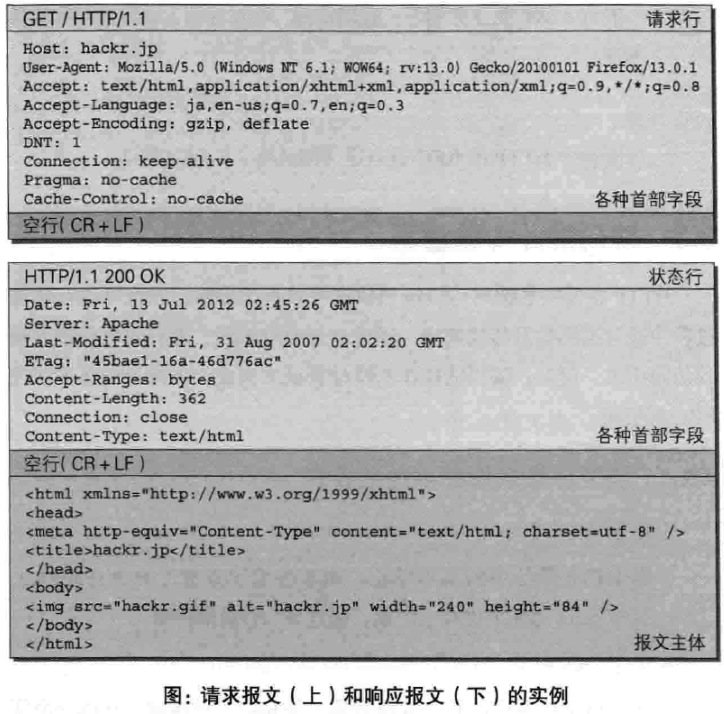 GET / HTTP/1.1 请求行
Host: hackr.jp
User-Agent: Mozilla/5.0 (Windows NT 6.1; WOW64; rv:13.0) Gecko/20100101 Firefox/13.0.1
Accept: text/html,application/xhtml+xml,application/xml;q=0.9,*/*;q=0.8
Accept-Language: ja,en-us;q=0.7,en;q=0.3
Accept-Encoding: gzip, deflate
DNT: 1
Connection: keep-alive
Pragma: no-cache
Cache-Control: no-cache 各种首部字段
空行( CR + LF )
HTTP/1.1 200 OK 状态行
Date: Fri, 13 Jul 2012 02:45:26 GMT
Server: Apache
Last-Modified: Fri, 31 Aug 2007 02:02:20 GMT
ETag: "45bae1-16a-46d776ac"
Accept-Ranges: bytes
Content-Length: 362
Connection: close
Content-Type: text/html 各种首部字段
空行( CR + LF )
<html xmlns="http://www.w3.org/1999/xhtml">
<head>
<meta http-equiv="Content-Type" content="text/html; charset=utf-8" />
<title>hackr.jp</title>
</head>
<body>
<img src="hackr.gif" alt="hackr.jp" width="240" height="84" />
</body>
</html> 报文主体
图：请求报文（上）和响应报文（下）的实例